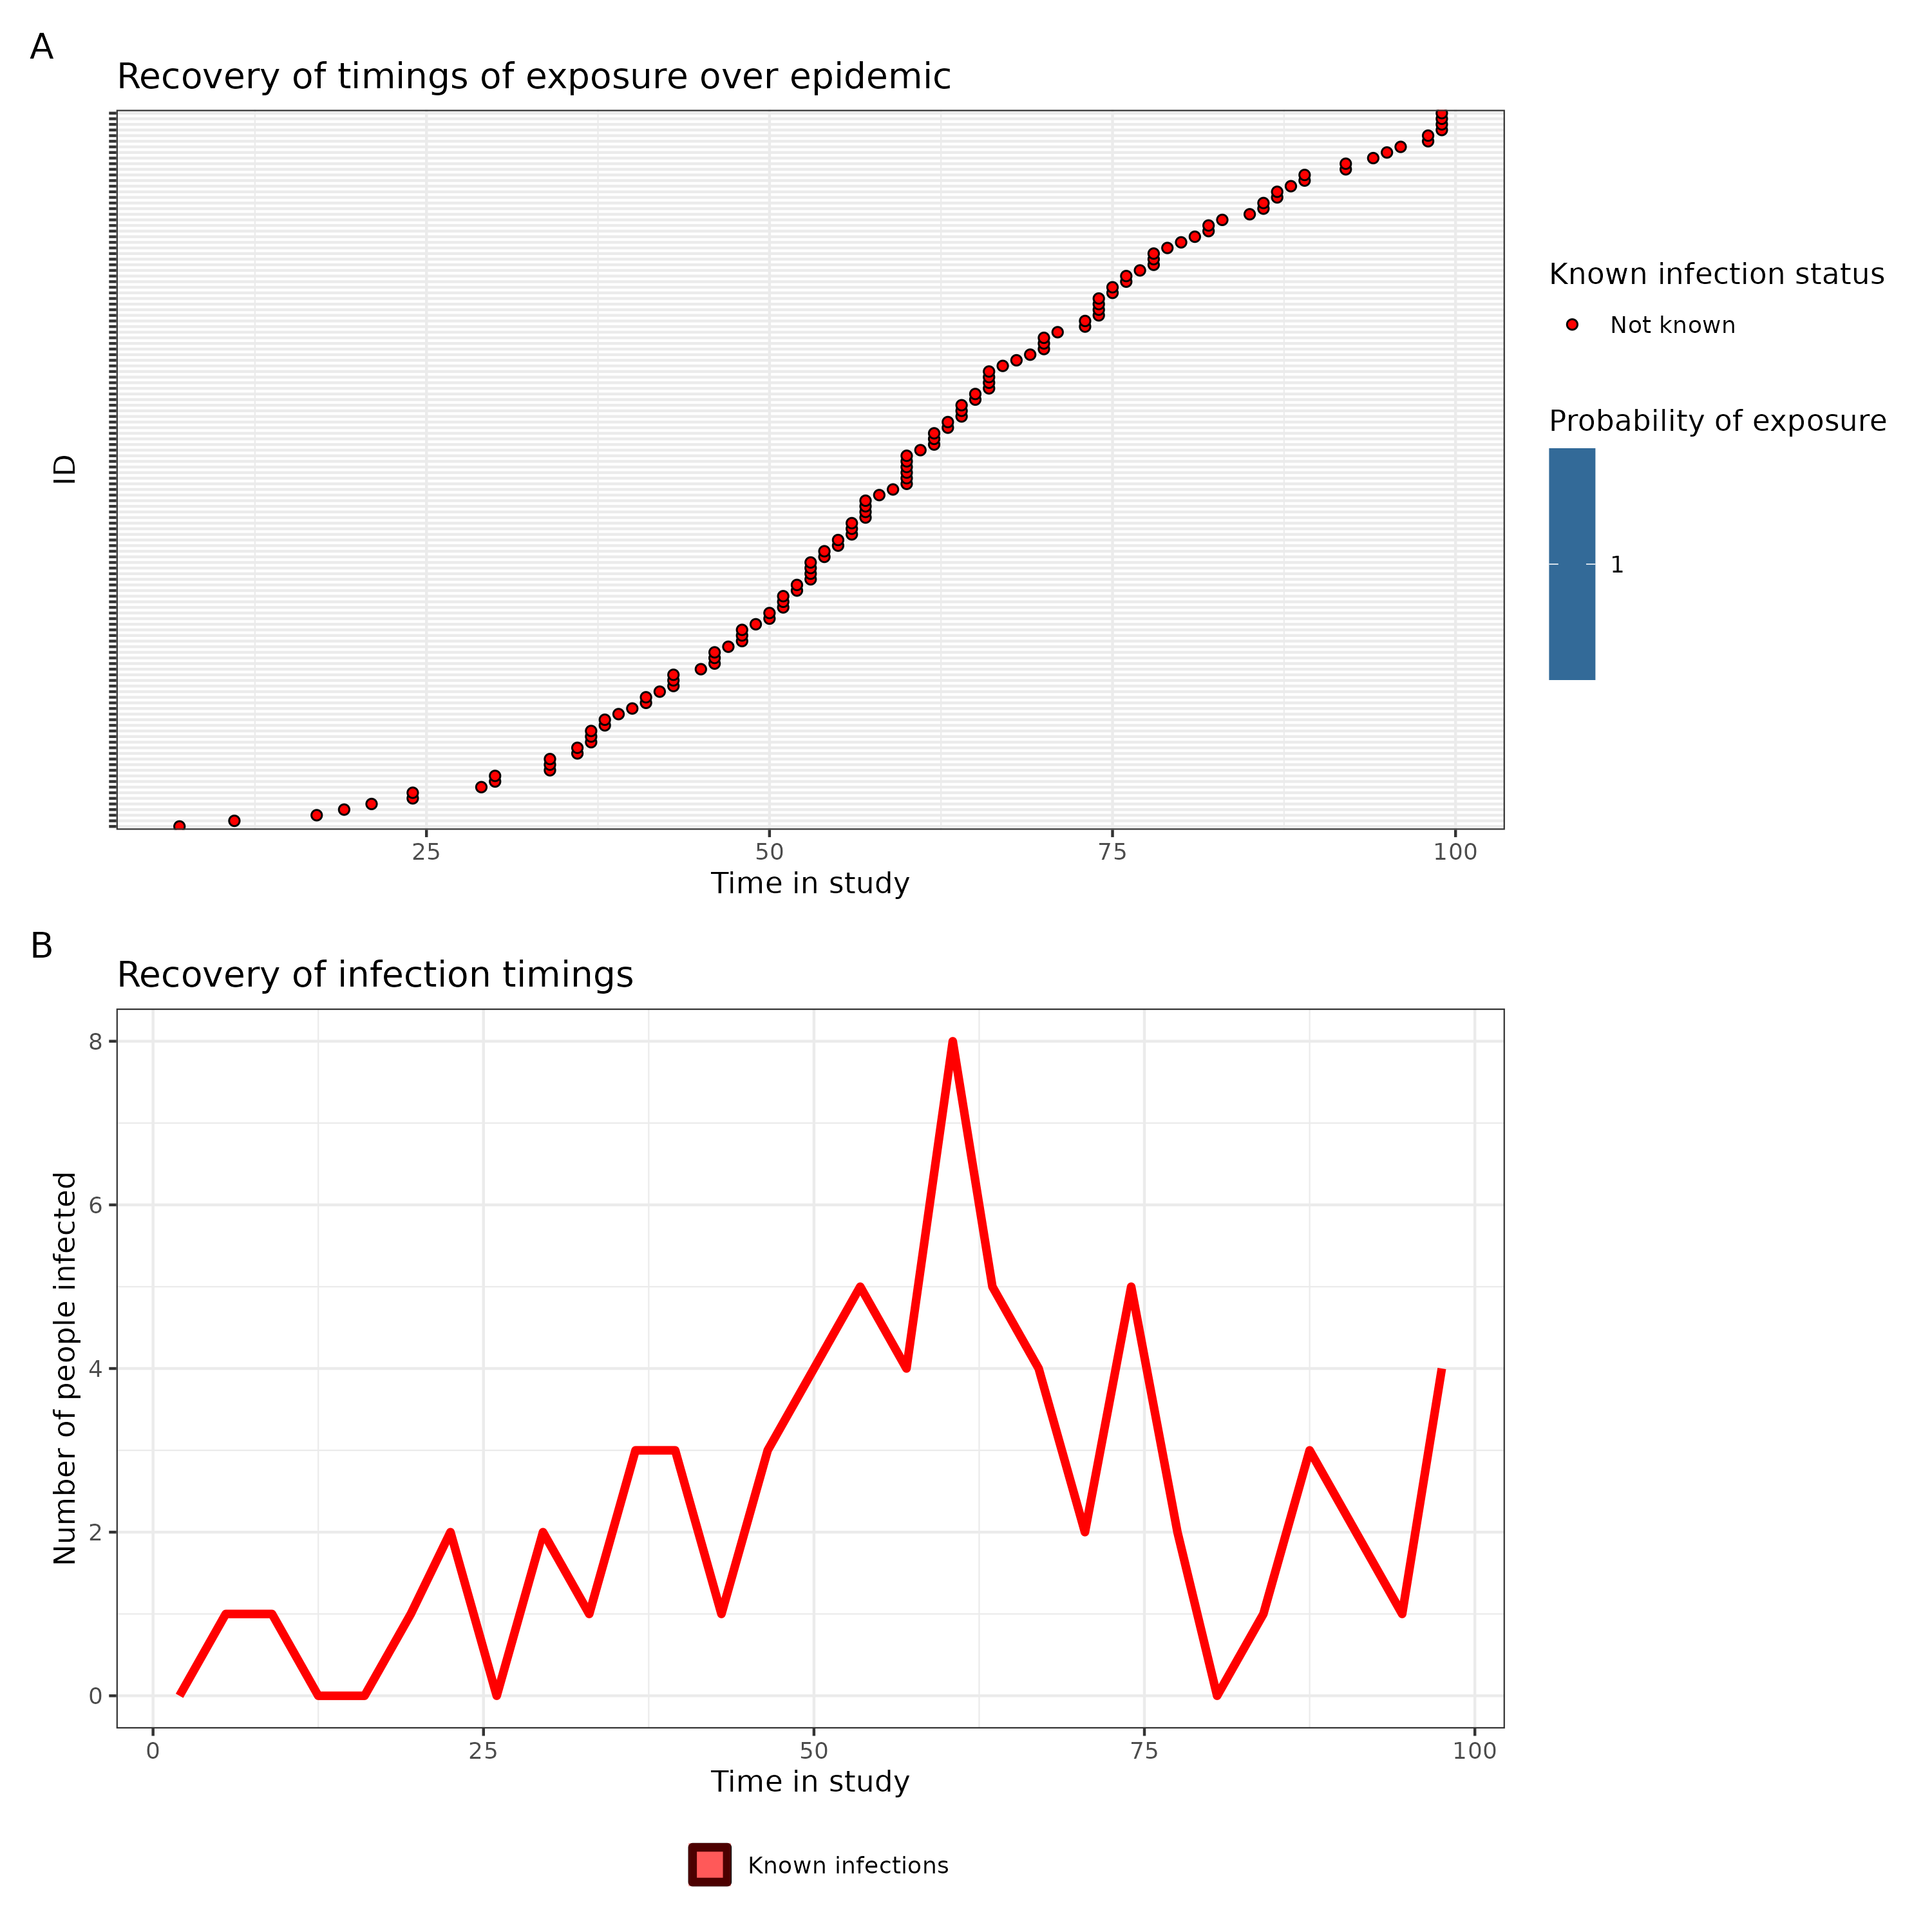 A
Recovery of timings of exposure over epidemic
ID
25 50 75 100
Time in study
Known infection status
Not known
Probability of exposure
1
B
Recovery of infection timings
Number of people infected
8
6
4
2
0
0 25 50 75 100
Time in study
Known infections